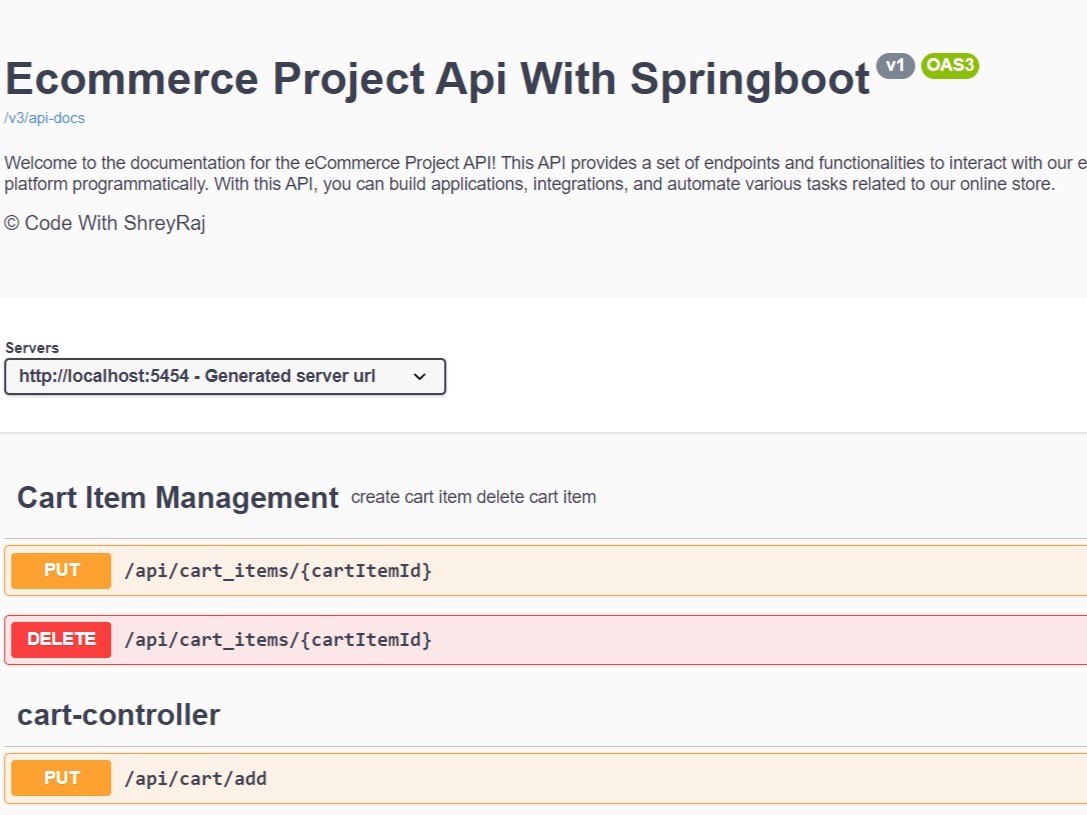 Ecommerce Project Api With Springboot v1 OAS3
/v3/api-docs
Welcome to the documentation for the eCommerce Project API! This API provides a set of endpoints and functionalities to interact with our e
platform programmatically. With this API, you can build applications, integrations, and automate various tasks related to our online store.
© Code With ShreyRaj
Servers
http://localhost:5454 - Generated server url
Cart Item Management create cart item delete cart item
PUT /api/cart_items/{cartItemId}
DELETE /api/cart_items/{cartItemId}
cart-controller
PUT /api/cart/add